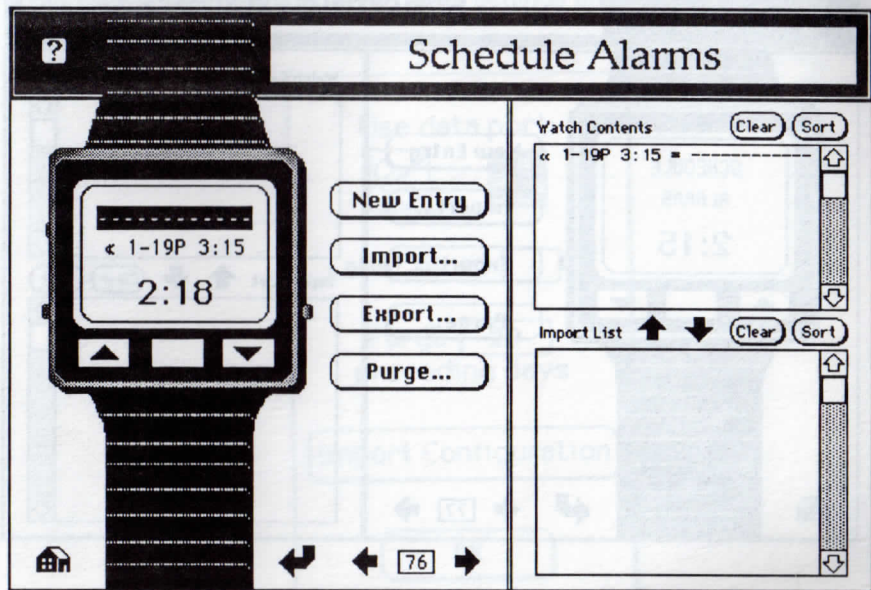 ?
Schedule Alarms
Watch Contents
Clear
Sort
« 1-19P 3:15 = --------------
-------------
« 1-19P 3:15
2:18
New Entry
Import...
Export...
Purge...
Import List
Clear
Sort
76